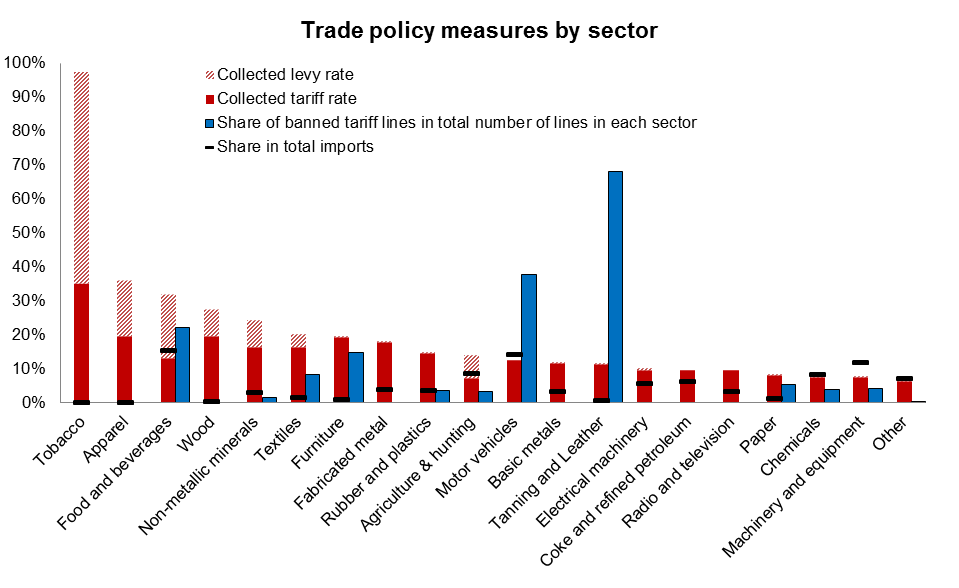 Trade policy measures by sector
100%
90%
80%
70%
60%
50%
40%
30%
20%
10%
0%
Collected levy rate
Collected tariff rate
Share of banned tariff lines in total number of lines in each sector
Share in total imports
Tobacco
Apparel
Food and beverages
Wood
Non-metallic minerals
Textiles
Furniture
Fabricated metal
Rubber and plastics
Agriculture & hunting
Motor vehicles
Basic metals
Tanning and Leather
Electrical machinery
Coke and refined petroleum
Radio and television
Paper
Chemicals
Machinery and equipment
Other